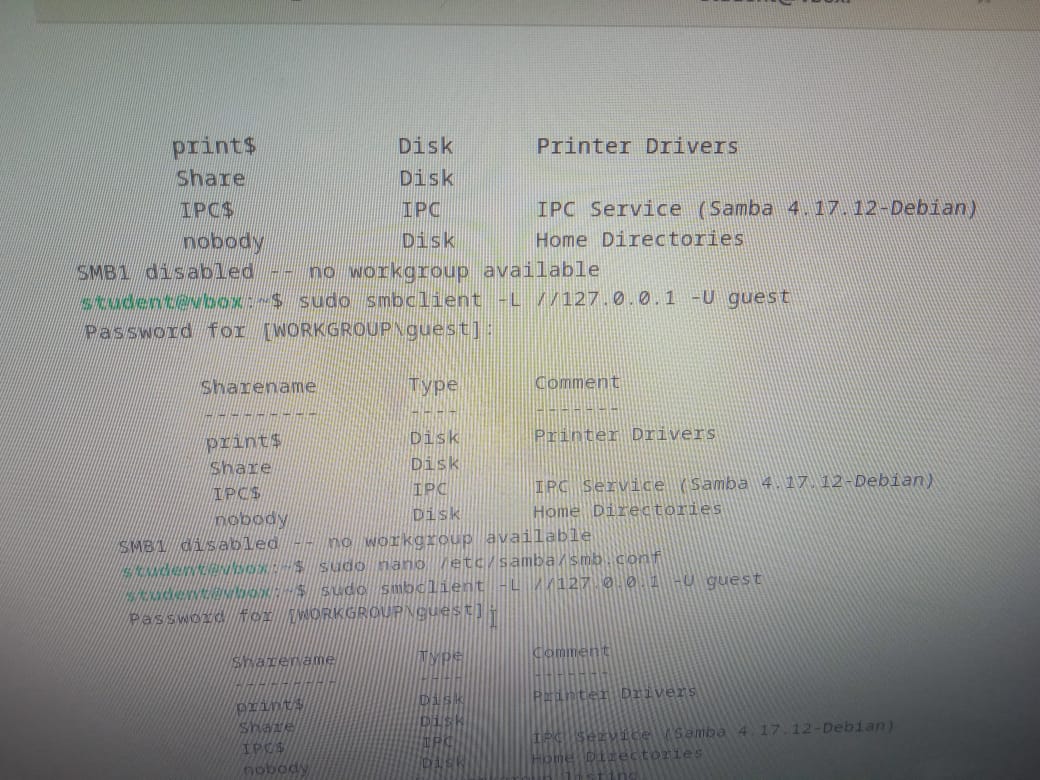 print$ Disk Printer Drivers
Share Disk
IPC$ IPC IPC Service (Samba 4.17.12-Debian)
nobody Disk Home Directories
SMB1 disabled -- no workgroup available
student@vbox:~$ sudo smbclient -L //127.0.0.1 -U guest
Password for [WORKGROUP\guest]:
Sharename Type Comment
--------- ---- -------
print$ Disk Printer Drivers
Share Disk
IPC$ IPC IPC Service (Samba 4.17.12-Debian)
nobody Disk Home Directories
SMB1 disabled -- no workgroup available
student@vbox:~$ sudo nano /etc/samba/smb.conf
student@vbox:~$ sudo smbclient -L //127.0.0.1 -U guest
Password for [WORKGROUP\guest]
Sharename Type Comment
--------- ---- -------
print$ Disk Printer Drivers
Share Disk
IPC$ IPC IPC Service (Samba 4.17.12-Debian)
nobody Disk Home Directories